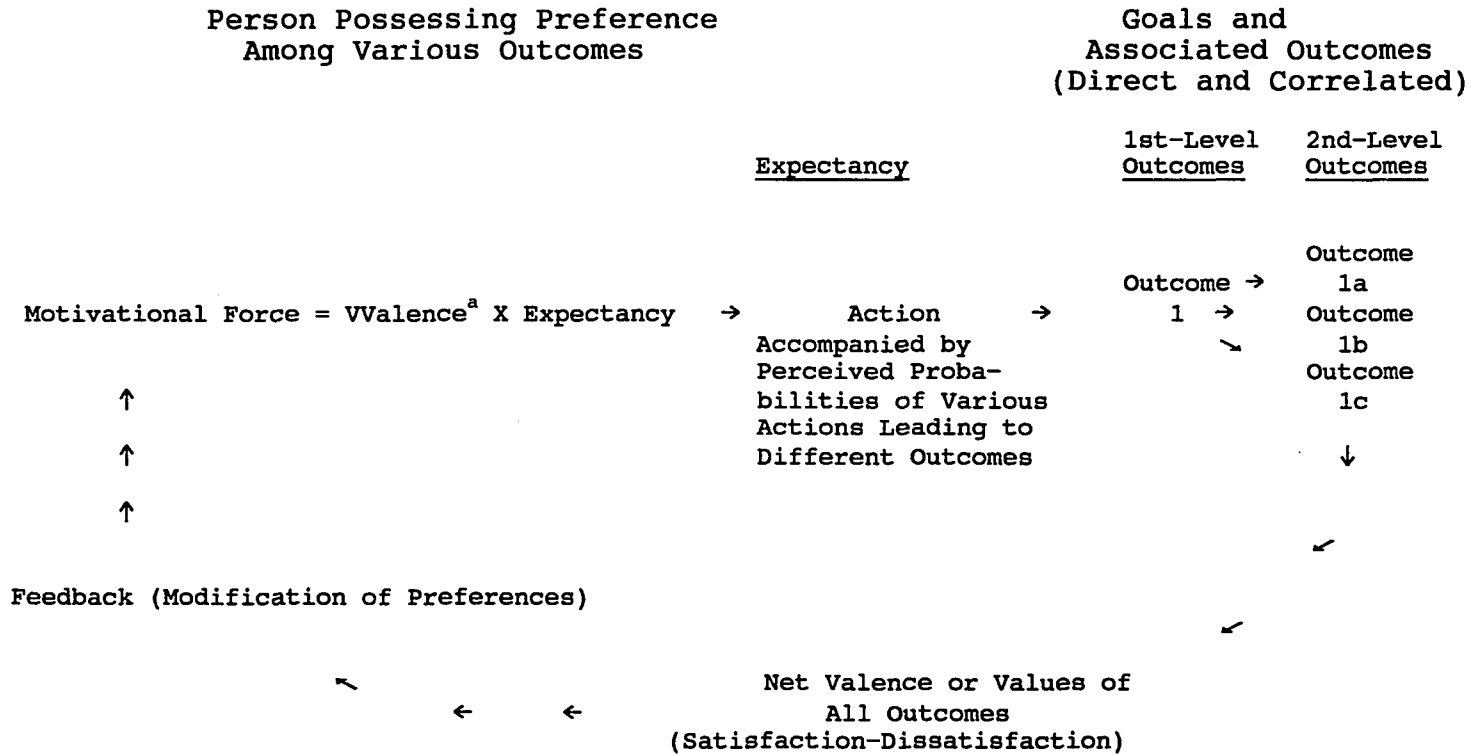 Person Possessing Preference
Among Various Outcomes
Goals and
Associated Outcomes
(Direct and Correlated)
Expectancy
1st-Level
Outcomes
2nd-Level
Outcomes
Motivational Force = VValence^a X Expectancy → Action →
Accompanied by
Perceived Proba-
bilities of Various
Actions Leading to
Different Outcomes
Outcome →
1 →
↘
Outcome
1a
Outcome
1b
Outcome
1c
↓
↙
↙
Net Valence or Values of
All Outcomes
(Satisfaction-Dissatisfaction)
← ←
↖
Feedback (Modification of Preferences)
↑
↑
↑